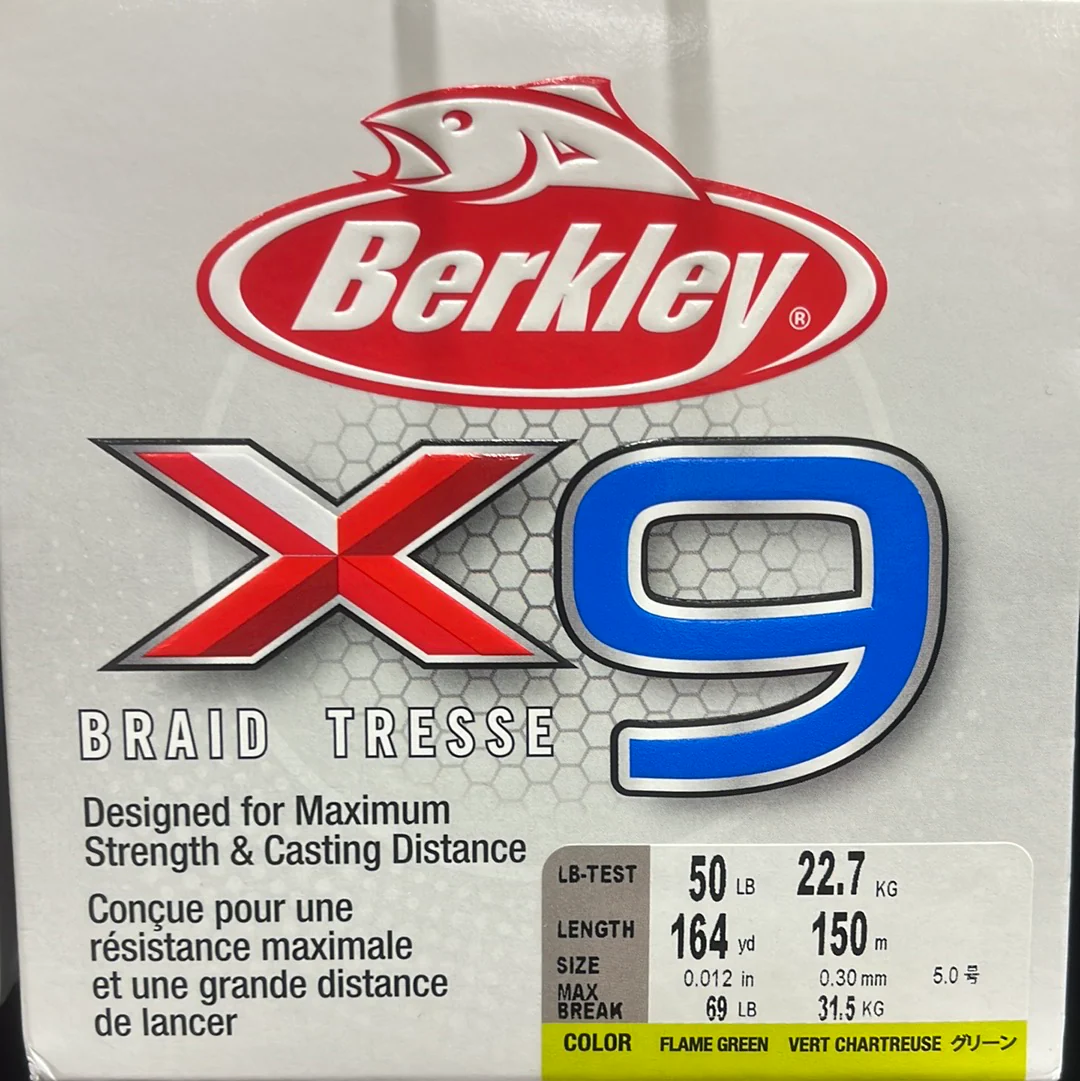 Berkley®
X9
BRAID TRESSE
Designed for Maximum
Strength & Casting Distance
Conçue pour une
résistance maximale
et une grande distance
de lancer
LB-TEST 50 LB 22.7 KG
LENGTH 164 yd 150 m
SIZE 0.012 in 0.30 mm 5.0号
MAX
BREAK 69 LB 31.5 KG
COLOR FLAME GREEN VERT CHARTREUSE グリーン